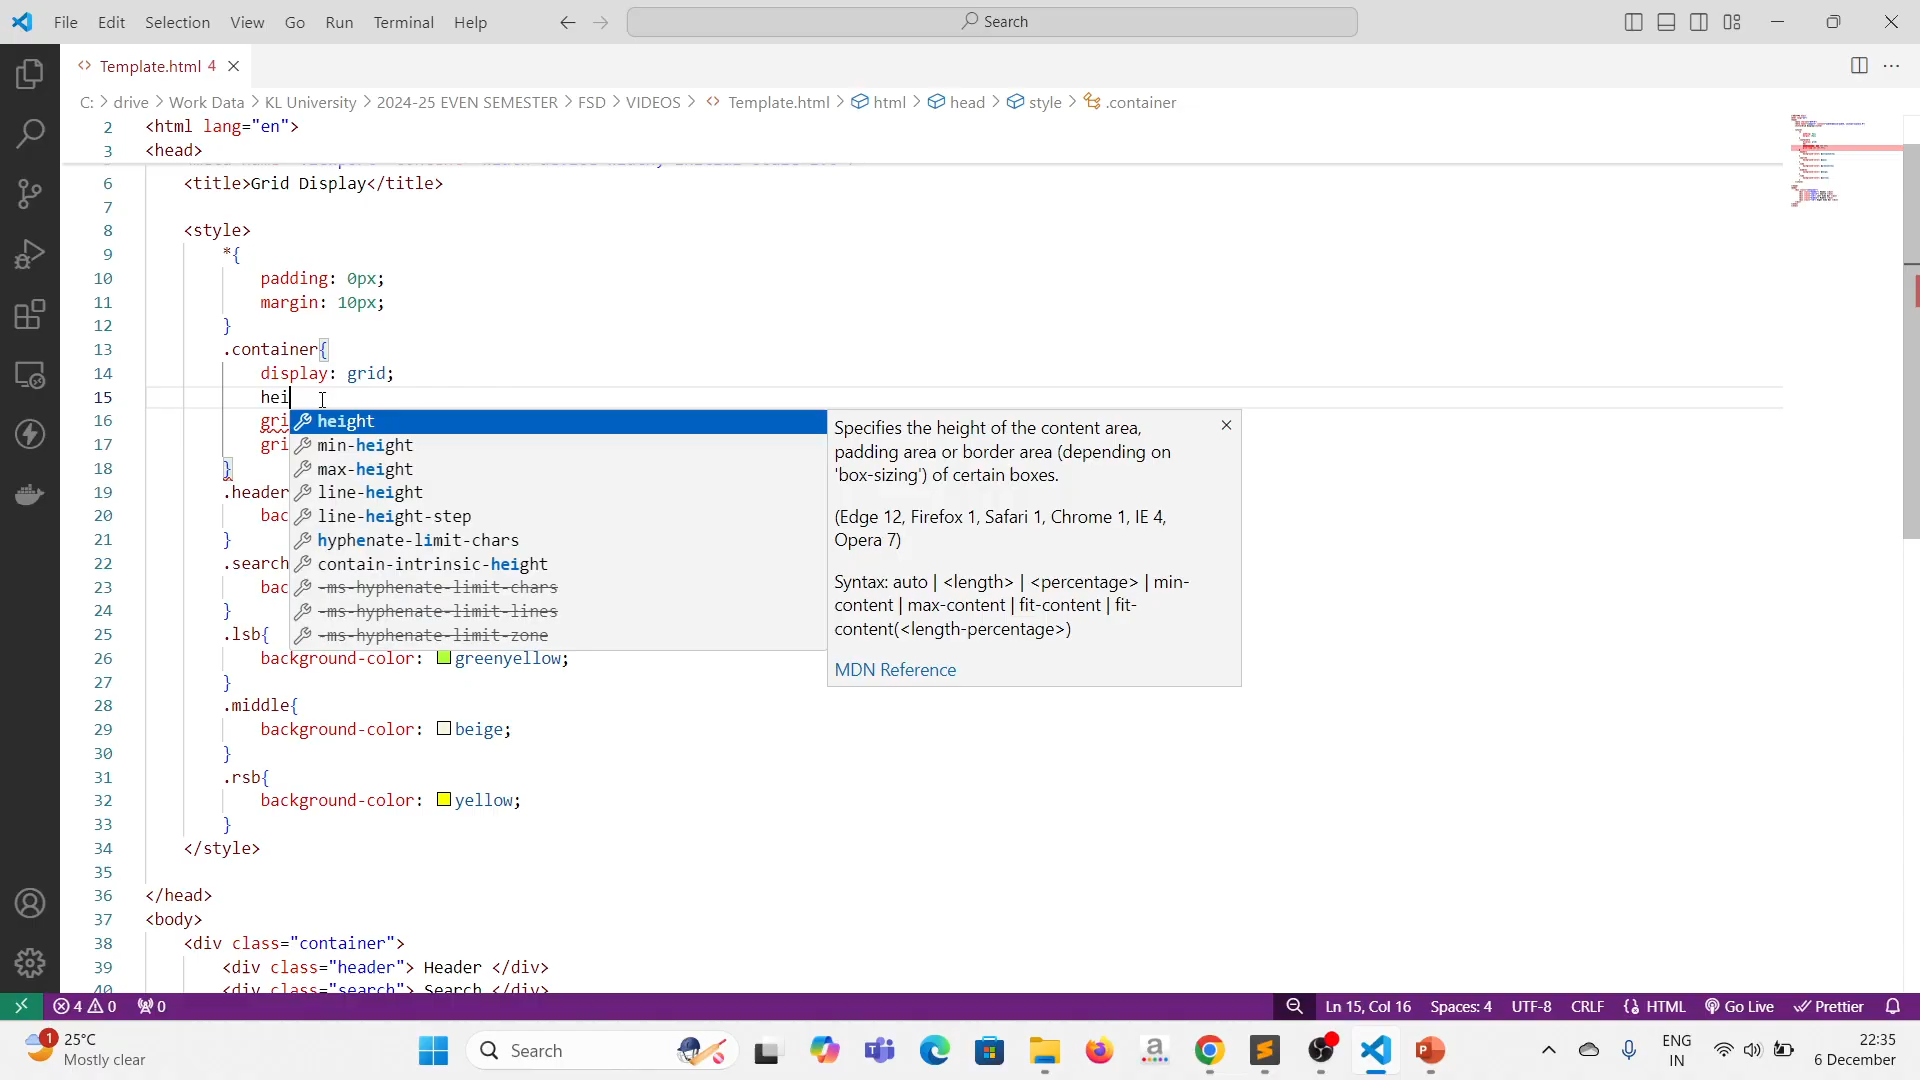 File Edit Selection View Go Run Terminal Help
Search
Template.html 4
C: > drive > Work Data > KL University > 2024-25 EVEN SEMESTER > FSD > VIDEOS > Template.html > html > head > style > .container
2 <html lang="en">
3 <head>
6 <title>Grid Display</title>
7
8 <style>
9 *{
10 padding: 0px;
11 margin: 10px;
12 }
13 .container{
14 display: grid;
15 hei
16 gri
17 gri
18 }
19 .header
20 bac
21 }
22 .search
23 bac
24 }
25 .lsb{
26 background-color: greenyellow;
27 }
28 .middle{
29 background-color: beige;
30 }
31 .rsb{
32 background-color: yellow;
33 }
34 </style>
35
36 </head>
37 <body>
38 <div class="container">
39 <div class="header"> Header </div>
40 <div class="search"> Search </div>
height
min-height
max-height
line-height
line-height-step
hyphenate-limit-chars
contain-intrinsic-height
-ms-hyphenate-limit-chars
-ms-hyphenate-limit-lines
-ms-hyphenate-limit-zone
Specifies the height of the content area,
padding area or border area (depending on
'box-sizing') of certain boxes.
(Edge 12, Firefox 1, Safari 1, Chrome 1, IE 4,
Opera 7)
Syntax: auto | <length> | <percentage> | min-
content | max-content | fit-content | fit-
content(<length-percentage>)
MDN Reference
4 0 0 Ln 15, Col 16 Spaces: 4 UTF-8 CRLF {} HTML Go Live Prettier
1 25°C
Mostly clear
Search
ENG
IN
22:35
6 December